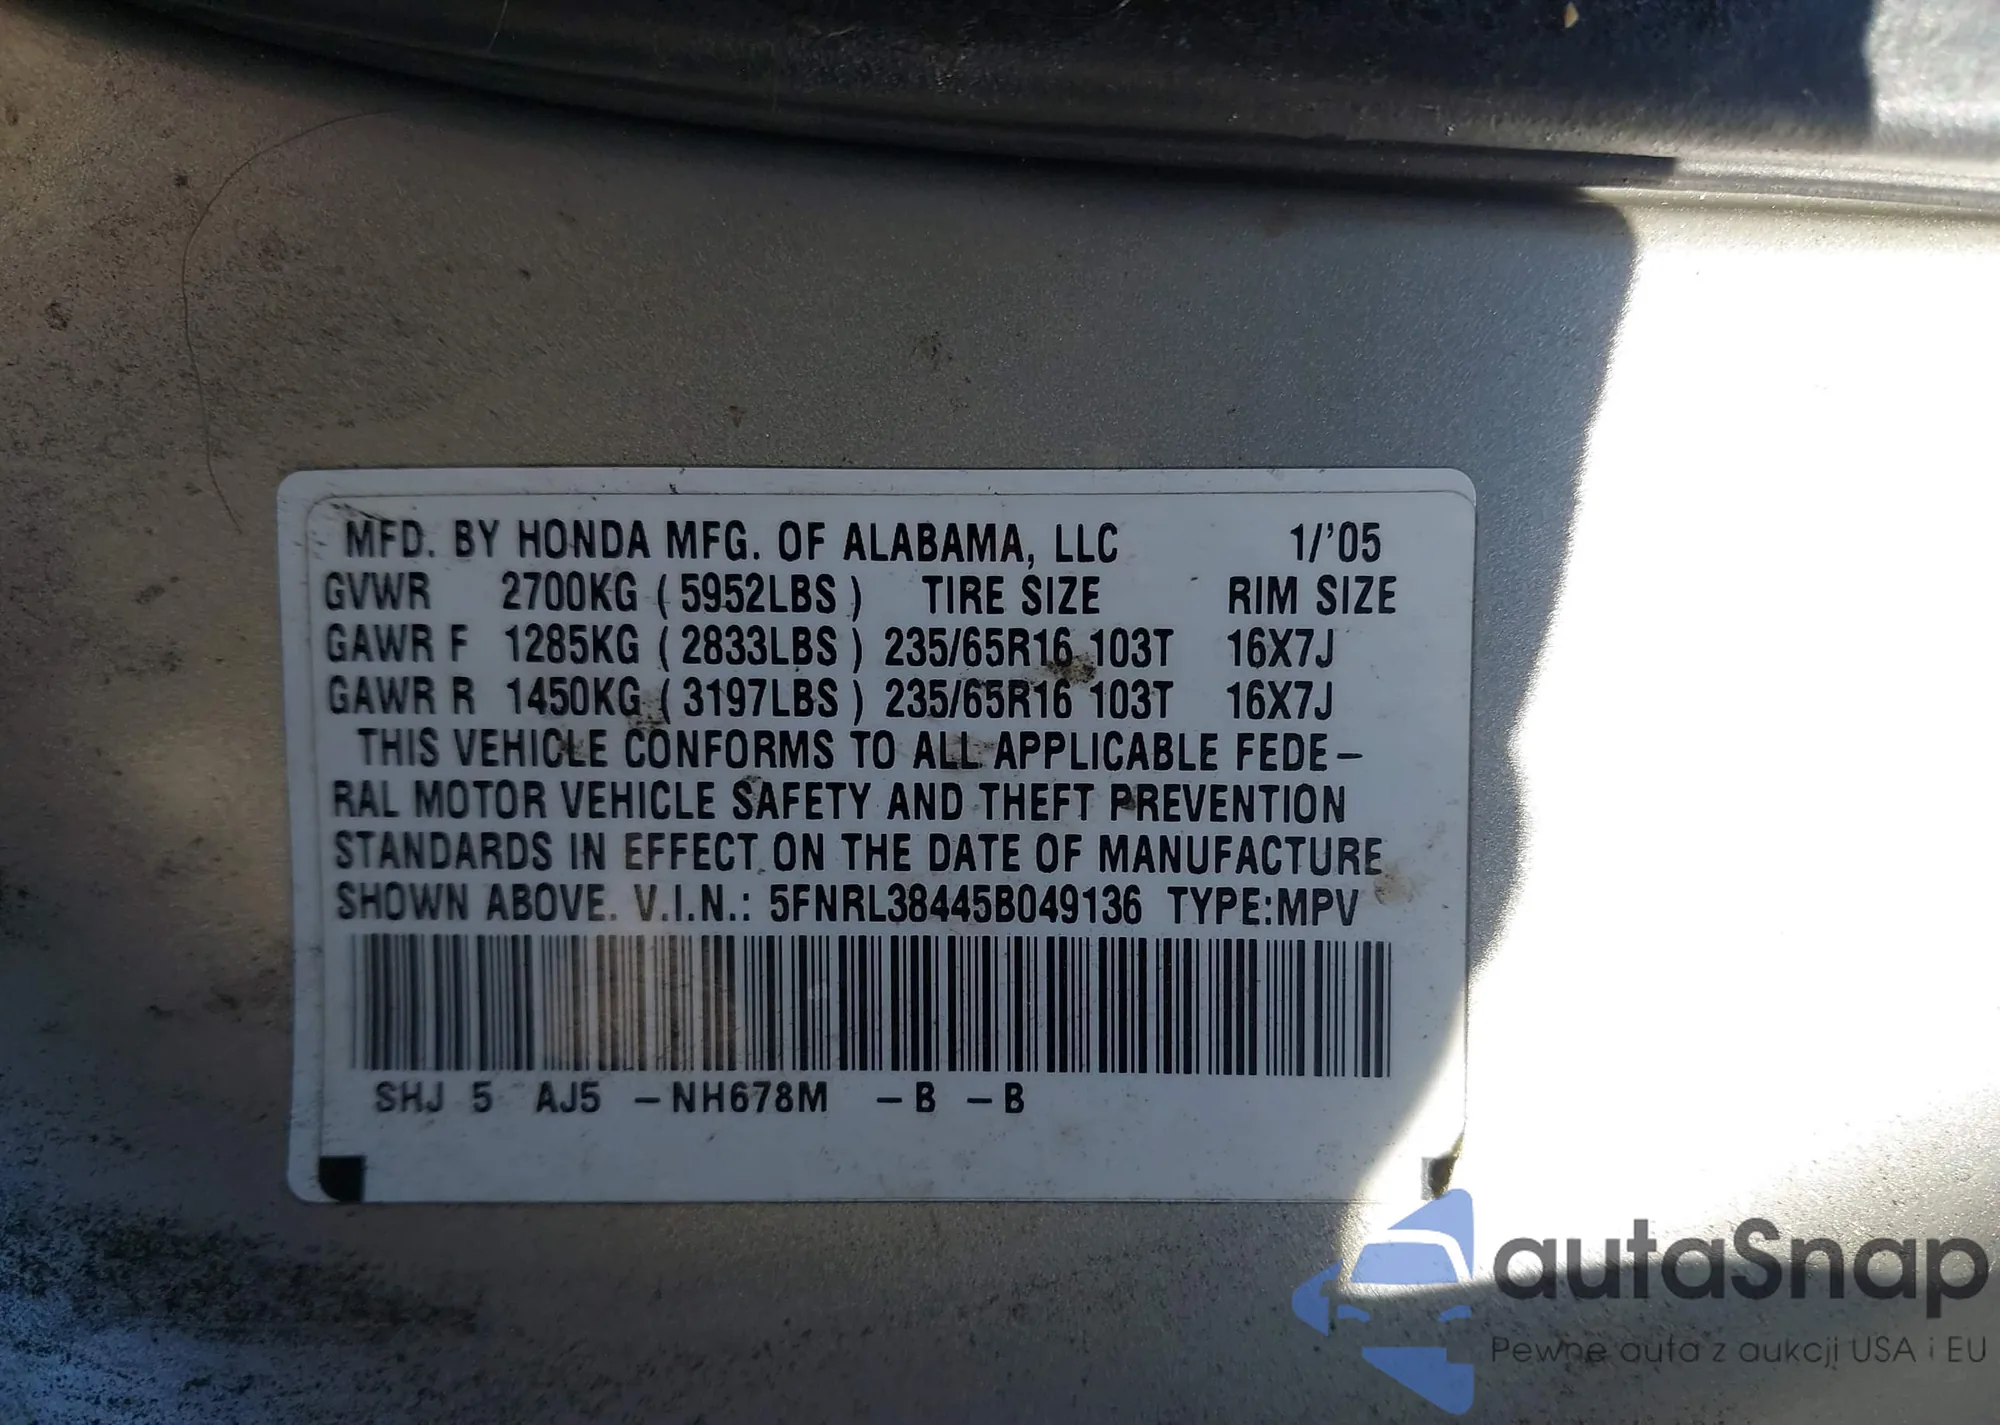 MFD. BY HONDA MFG. OF ALABAMA, LLC 1/'05
GVWR 2700KG (5952LBS) TIRE SIZE RIM SIZE
GAWR F 1285KG (2833LBS) 235/65R16 103T 16X7J
GAWR R 1450KG (3197LBS) 235/65R16 103T 16X7J
THIS VEHICLE CONFORMS TO ALL APPLICABLE FEDE-
RAL MOTOR VEHICLE SAFETY AND THEFT PREVENTION
STANDARDS IN EFFECT ON THE DATE OF MANUFACTURE
SHOWN ABOVE. V.I.N.: 5FNRL38445B049136 TYPE:MPV
SHJ 5 AJ5 -NH678M -B -B
autaSnap
Pewne auta z aukcji USA i EU